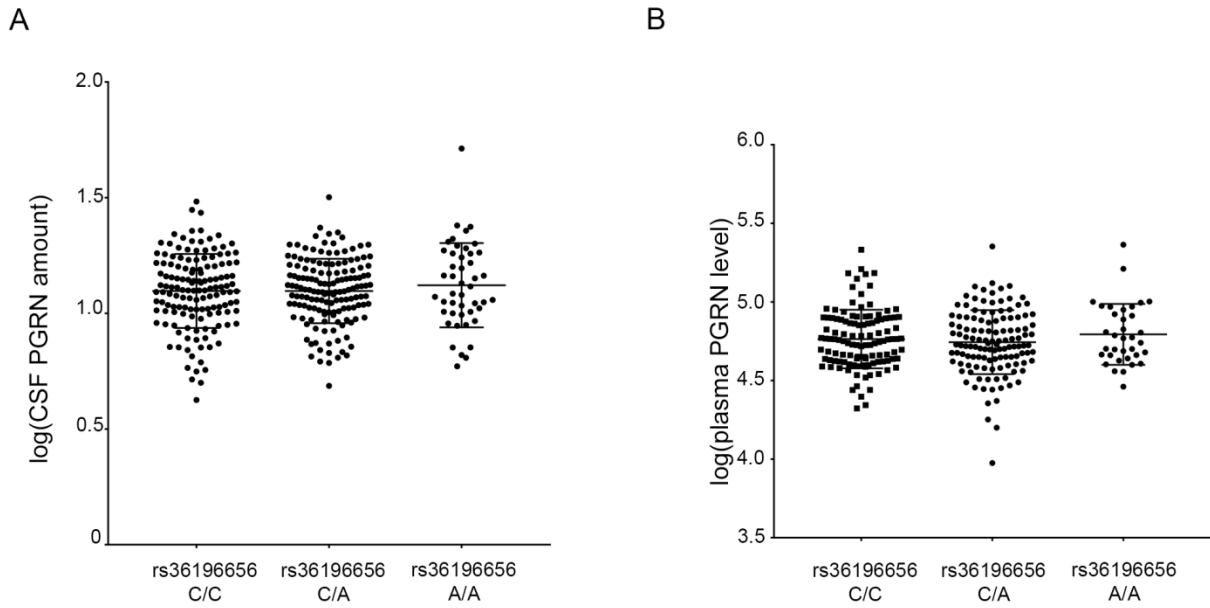 A
B
log(CSF PGRN amount)
2.0
1.5
1.0
0.5
0
rs36196656 rs36196656 rs36196656
C/C C/A A/A
log(plasma PGRN level)
6.0
5.5
5.0
4.5
4.0
3.5
rs36196656 rs36196656 rs36196656
C/C C/A A/A